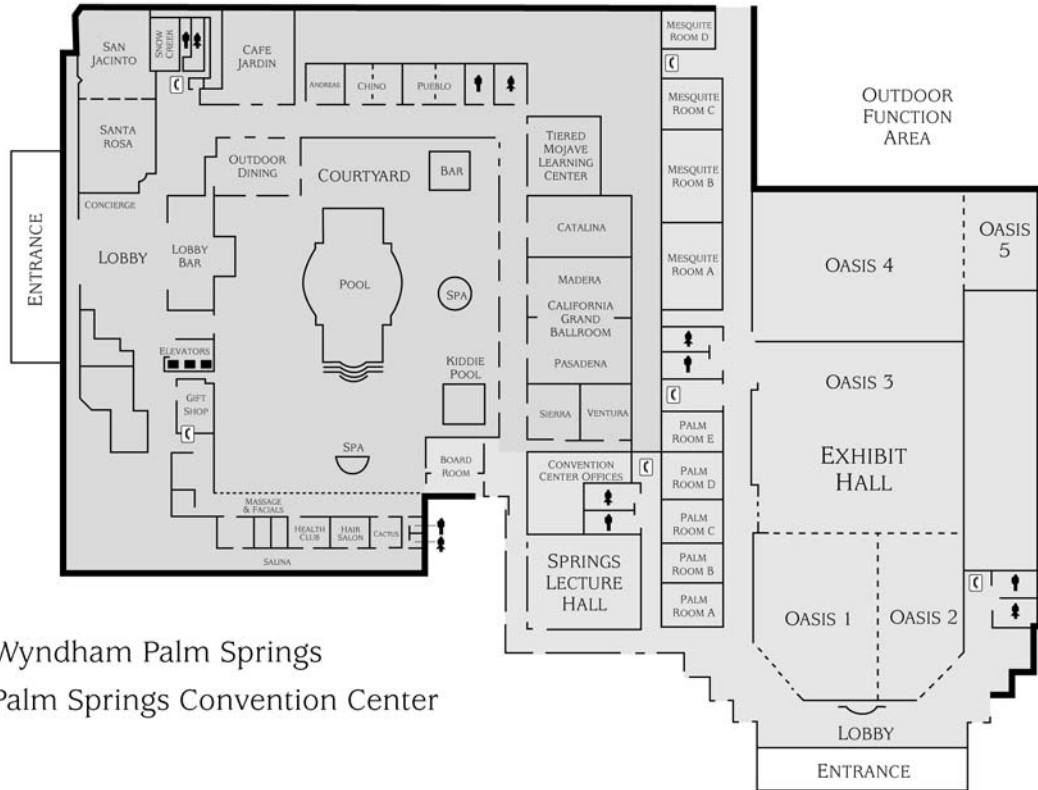 SAN
JACINTO
SNOW
CREEK
CAFE
JARDIN
ANDREAS
CHINO
PUEBLO
MESQUITE
ROOM D
MESQUITE
ROOM C
OUTDOOR
FUNCTION
AREA
SANTA
ROSA
OUTDOOR
DINING
COURTYARD
BAR
TIERED
MOJAVE
LEARNING
CENTER
MESQUITE
ROOM B
CONCIERGE
ENTRANCE
LOBBY
LOBBY
BAR
POOL
SPA
CATALINA
MADERA
CALIFORNIA
GRAND
BALLROOM
PASADENA
MESQUITE
ROOM A
OASIS 4
OASIS
5
ELEVATORS
KIDDIE
POOL
OASIS 3
GIFT
SHOP
SIERRA
VENTURA
PALM
ROOM E
EXHIBIT
HALL
SPA
BOARD
ROOM
CONVENTION
CENTER OFFICES
PALM
ROOM D
MASSAGE
& FACIALS
HEALTH
CLUB
HAIR
SALON
CACTUS
SALINA
PALM
ROOM C
SPRINGS
LECTURE
HALL
PALM
ROOM B
PALM
ROOM A
OASIS 1
OASIS 2
Wyndham Palm Springs
Palm Springs Convention Center
LOBBY
ENTRANCE